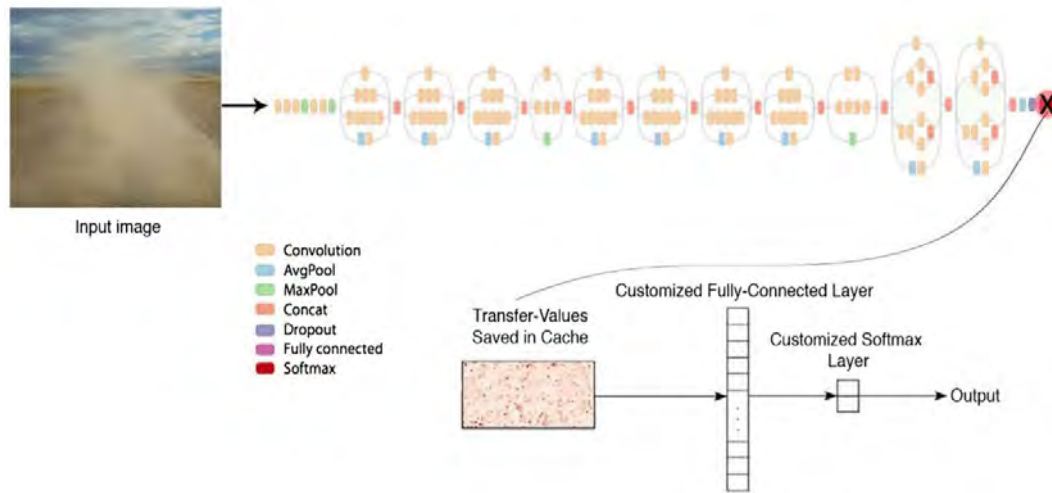 Input image
Convolution
AvgPool
MaxPool
Concat
Dropout
Fully connected
Softmax
Transfer-Values
Saved in Cache
Customized Fully-Connected Layer
Customized Softmax
Layer
Output
X